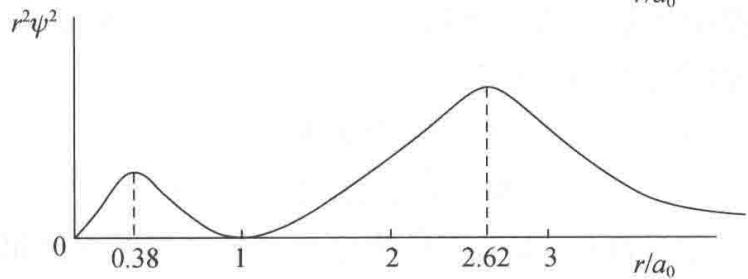 r/a₀
r²ψ²
0
0.38 1 2 2.62 3 r/a₀